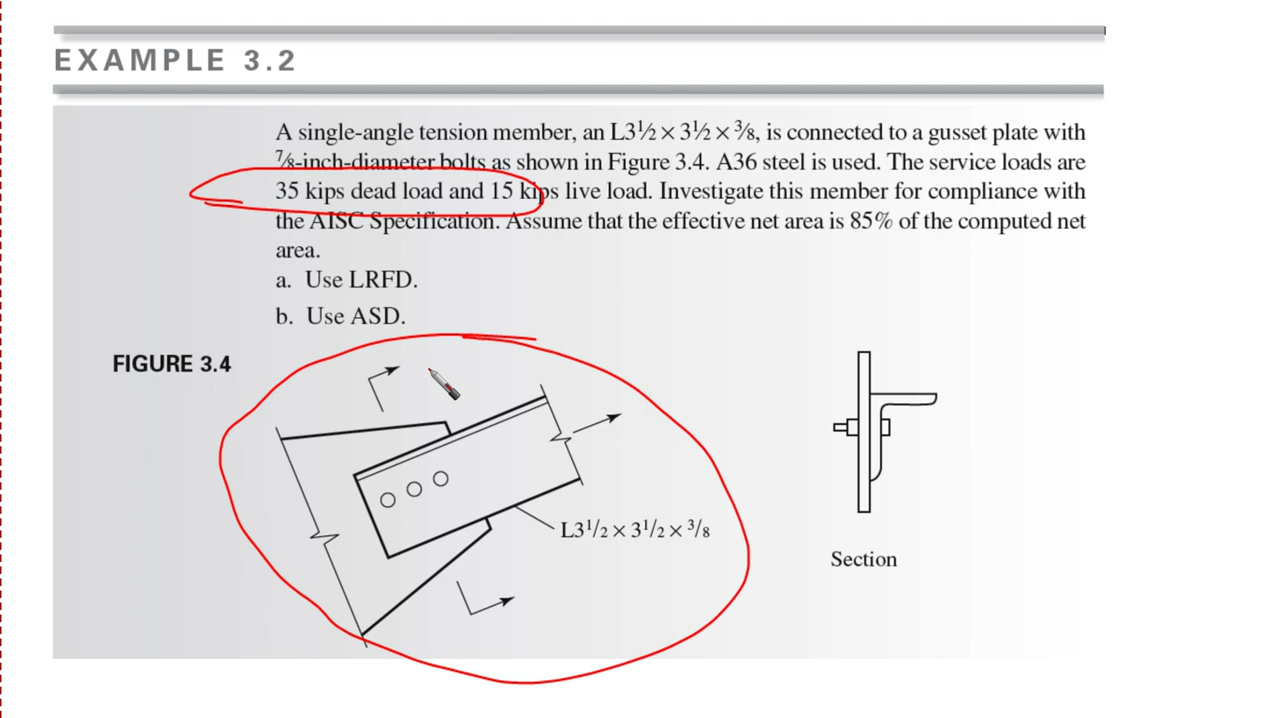 EXAMPLE 3.2
A single-angle tension member, an L3½ × 3½ × ⅜, is connected to a gusset plate with
⅞-inch-diameter bolts as shown in Figure 3.4. A36 steel is used. The service loads are
35 kips dead load and 15 kips live load. Investigate this member for compliance with
the AISC Specification. Assume that the effective net area is 85% of the computed net
area.
a. Use LRFD.
b. Use ASD.
FIGURE 3.4
L3¹/₂ × 3¹/₂ × ³/₈
Section